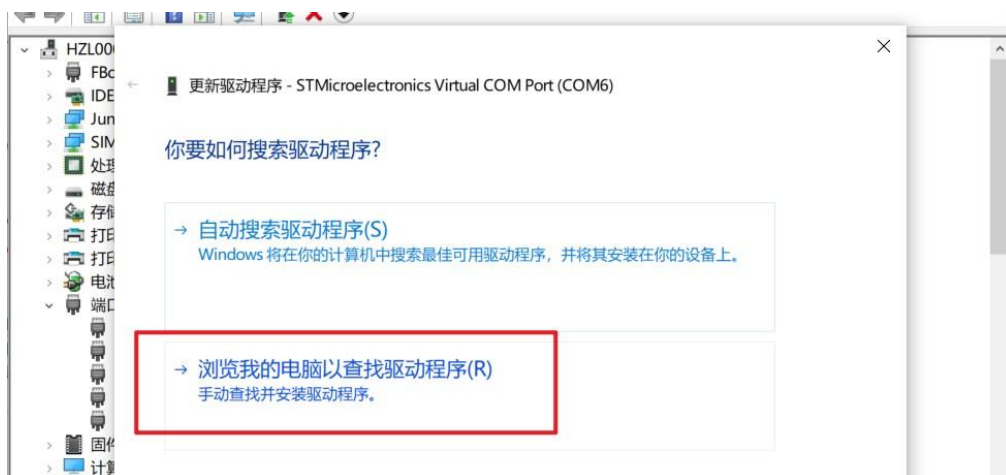 HZL00
FBc
IDE
Jun
SIM
处理
磁盘
存储
打印
打印
电池
端口
固件
计算
更新驱动程序 - STMicroelectronics Virtual COM Port (COM6)
你要如何搜索驱动程序?
→ 自动搜索驱动程序(S)
Windows 将在你的计算机中搜索最佳可用驱动程序，并将其安装在你的设备上。
→ 浏览我的电脑以查找驱动程序(R)
手动查找并安装驱动程序。